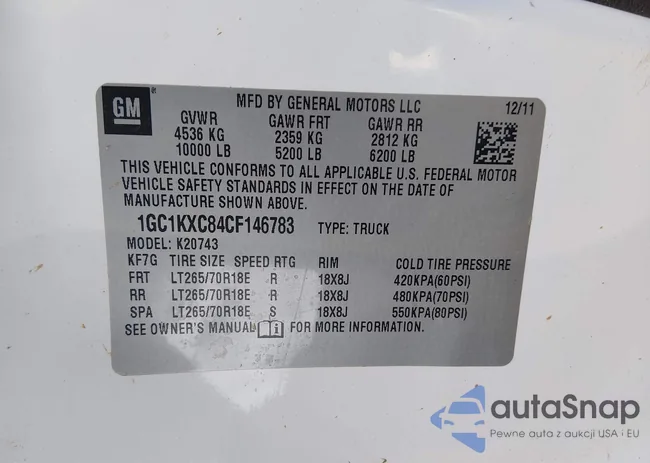 GM
MFD BY GENERAL MOTORS LLC 12/11
GVWR GAWR FRT GAWR RR
4536 KG 2359 KG 2812 KG
10000 LB 5200 LB 6200 LB
THIS VEHICLE CONFORMS TO ALL APPLICABLE U.S. FEDERAL MOTOR
VEHICLE SAFETY STANDARDS IN EFFECT ON THE DATE OF
MANUFACTURE SHOWN ABOVE.
1GC1KXC84CF146783 TYPE: TRUCK
MODEL: K20743
KF7G TIRE SIZE SPEED RTG RIM COLD TIRE PRESSURE
FRT LT265/70R18E R 18X8J 420KPA(60PSI)
RR LT265/70R18E R 18X8J 480KPA(70PSI)
SPA LT265/70R18E S 18X8J 550KPA(80PSI)
SEE OWNER'S MANUAL FOR MORE INFORMATION.
autaSnap
Pewne auta z aukcji USA i EU